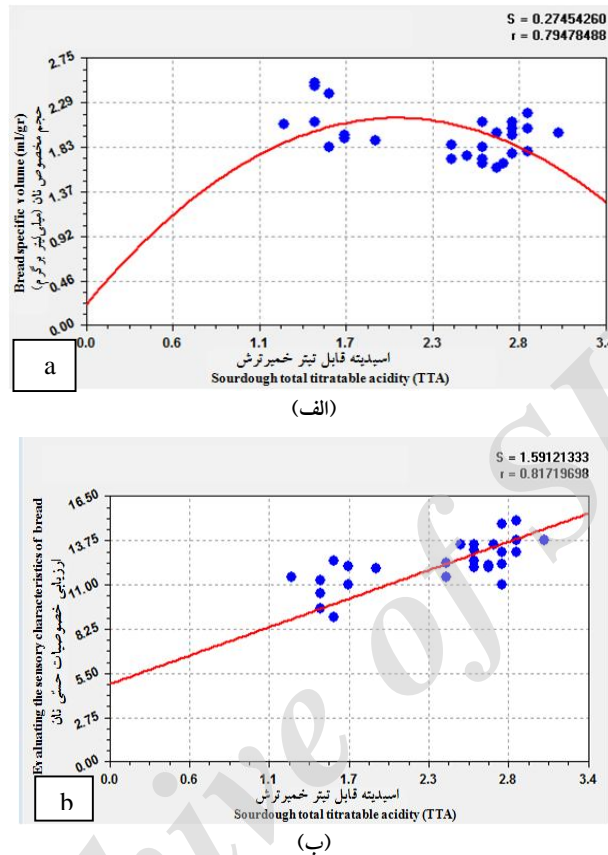 S = 0.27454260
r = 0.79478488
Bread specific volume (ml/gr)
حجم مخصوص نان (میلی‌لیتر بر گرم)
2.75
2.29
1.83
1.37
0.92
0.46
0.00
0.0 0.6 1.1 1.7 2.3 2.8 3.4
a
اسیدیته قابل تیتر خمیرترش
Sourdough total titratable acidity (TTA)
(الف)
S = 1.59121333
r = 0.81719698
Evaluating the sensory characteristics of bread
ارزیابی خصوصیات حسّی نان
16.50
13.75
11.00
8.25
5.50
2.75
0.00
0.0 0.6 1.1 1.7 2.3 2.8 3.4
b
اسیدیته قابل تیتر خمیرترش
Sourdough total titratable acidity (TTA)
(ب)